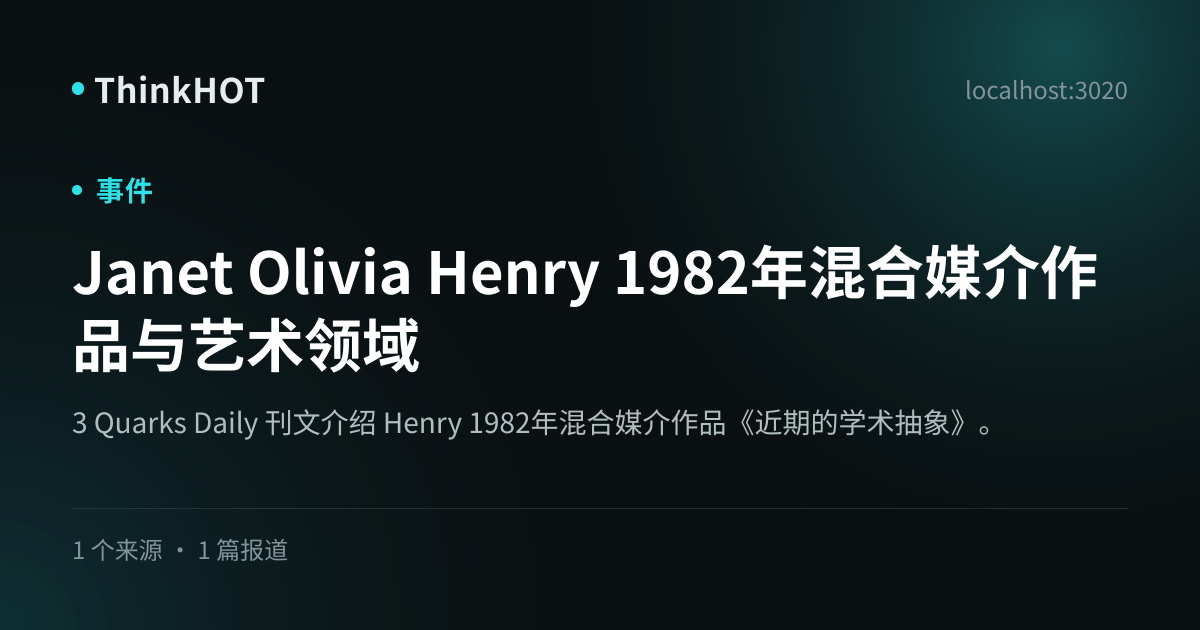 ThinkHOT
localhost:3020
事件
Janet Olivia Henry 1982年混合媒介作
品与艺术领域
3 Quarks Daily 刊文介绍 Henry 1982年混合媒介作品《近期的学术抽象》。
1 个来源 · 1 篇报道